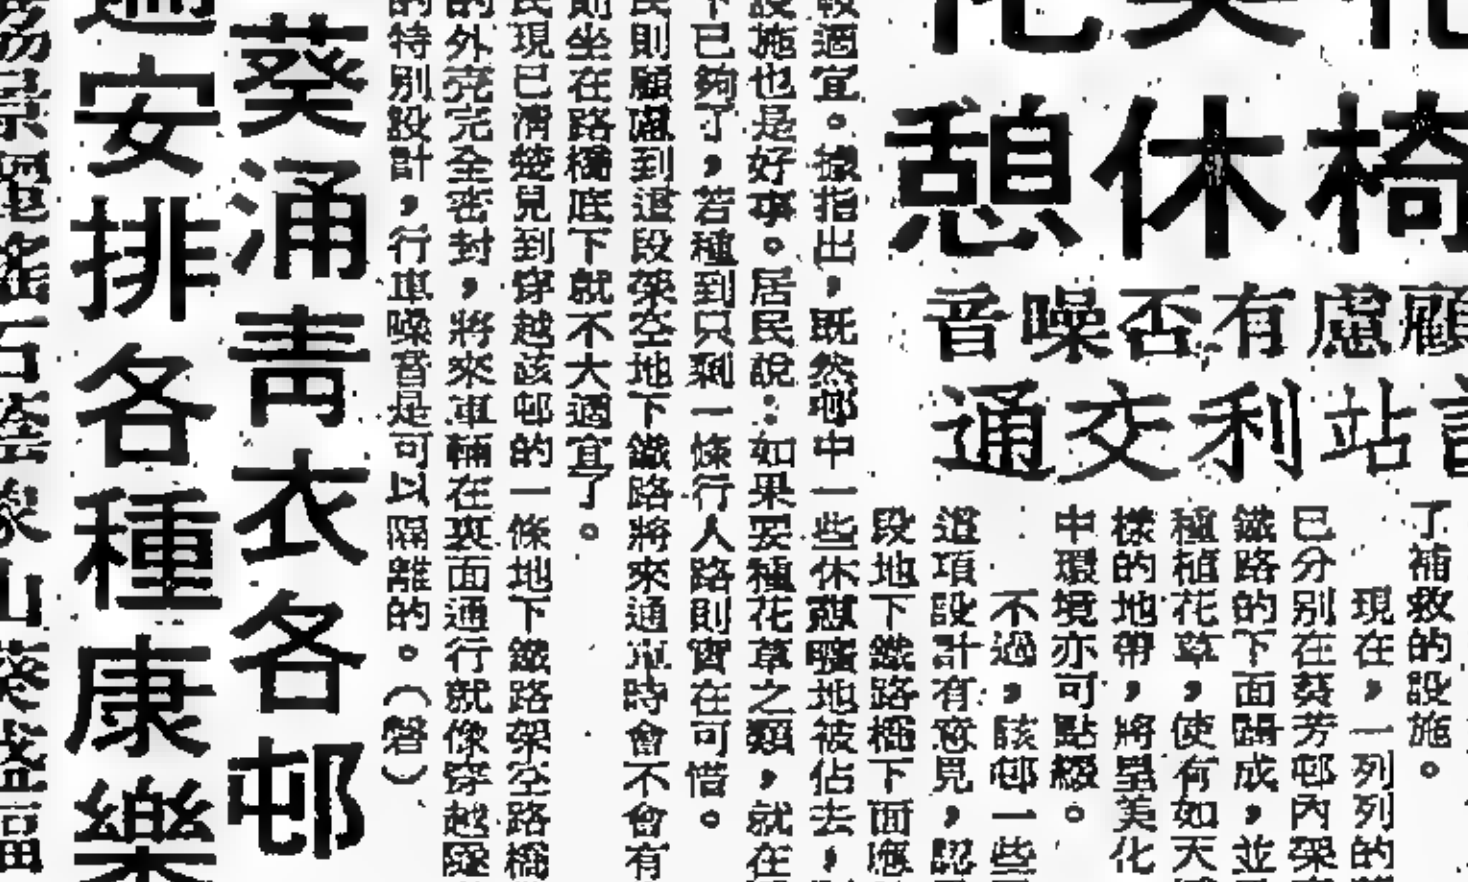 椅休憩
顧慮有否噪音
站利交通
了補救的設施。
現在，一列列的
已分別在葵芳邨內架
鐵路的下面闢成，並
種植花草，使有如天
樣的地帶，將呈美化
中環境亦可點綴。
不過，該邨一些
這項設計有意見，認
段地下鐵路橋下面應
較適宜。據指出，既然邨中一些休憩曠地被佔去，
設施也是好事。居民說：如果要種花草之類，就在
下已夠了，若種到只剩一條行人路則實在可惜。
民則顧慮到這段架空地下鐵路將來通車時會不會有
則坐在路橋底下就不大適宜了。
民現已清楚見到穿越該邨的一條地下鐵路架空路橋
的外壳完全密封，將來車輛在裏面通行就像穿越隧
的特別設計，行車噪音是可以隔離的。（磬）
葵涌青衣各邨
安排各種康樂